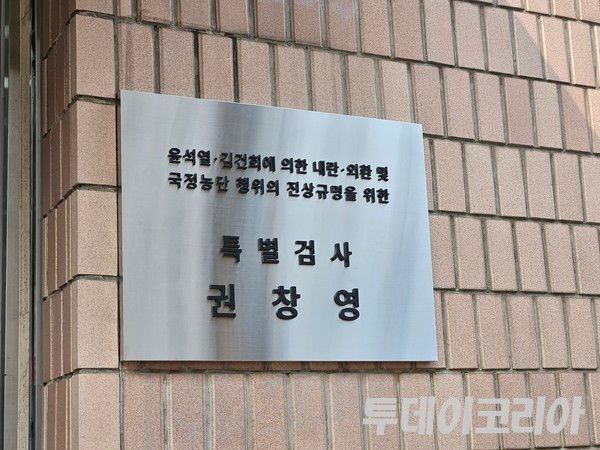 윤석열·김건희에 의한 내란·외환 및
국정농단 행위의 진상규명을 위한
특별검사
권창영
투데이코리아